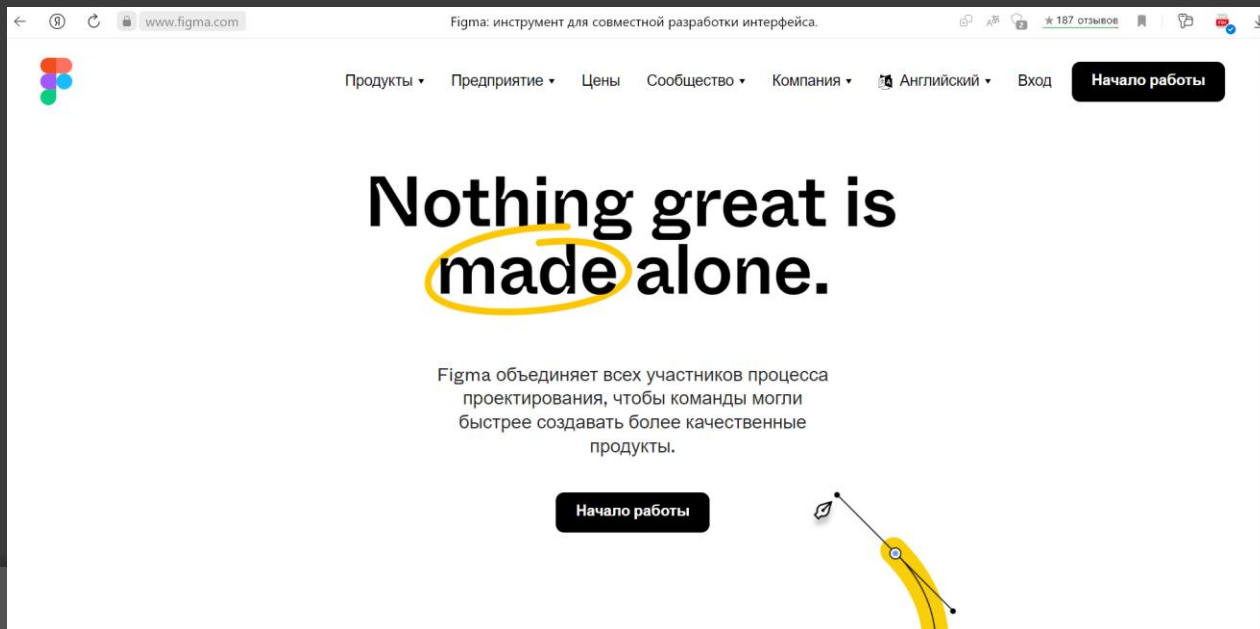 Я www.figma.com Figma: инструмент для совместной разработки интерфейса. 2 ★ 187 отзывов
Продукты ▾ Предприятие ▾ Цены Сообщество ▾ Компания ▾ Английский ▾ Вход Начало работы
Nothing great is
made alone.
Figma объединяет всех участников процесса
проектирования, чтобы команды могли
быстрее создавать более качественные
продукты.
Начало работы